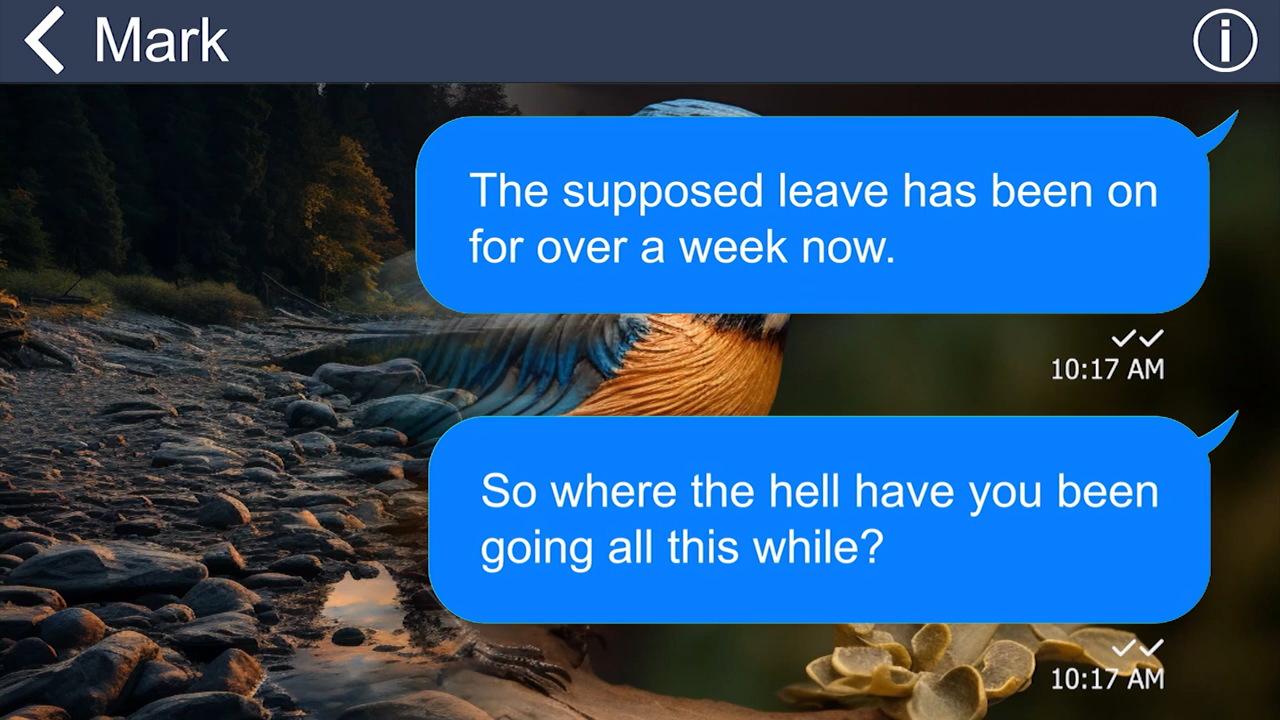 Mark
The supposed leave has been on
for over a week now.
10:17 AM
So where the hell have you been
going all this while?
10:17 AM